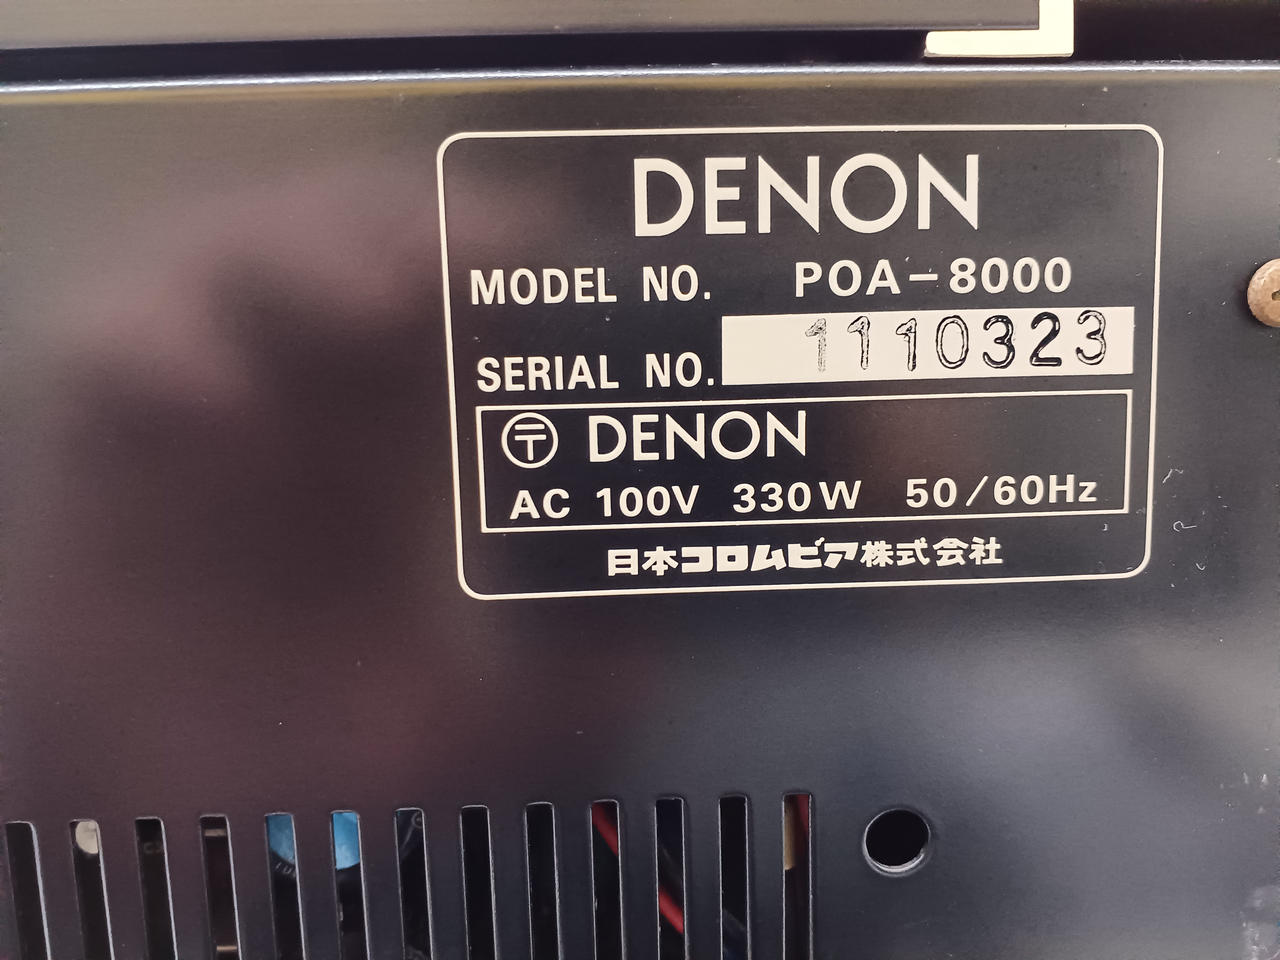 DENON
MODEL NO. POA-8000
SERIAL NO. 1110323
〒 DENON
AC 100V 330W 50/60Hz
日本コロムビア株式会社